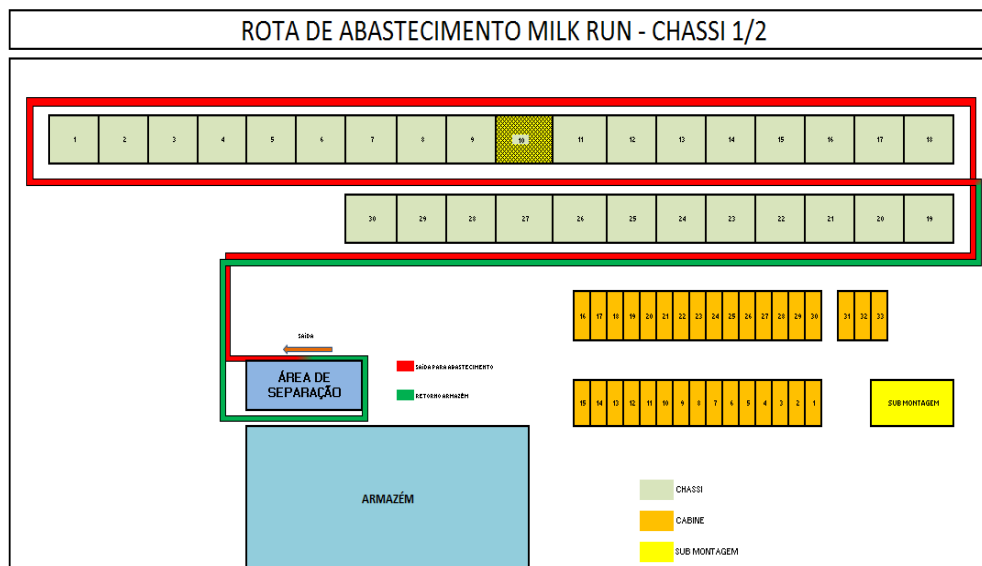 ROTA DE ABASTECIMENTO MILK RUN - CHASSI 1/2
1 2 3 4 5 6 7 8 9 10 11 12 13 14 15 16 17 18
30 29 28 27 26 25 24 23 22 21 20 19
16 17 18 19 20 21 22 23 24 25 26 27 28 29 30 31 32 33
SAÍDA
ÁREA DE
SEPARAÇÃO
SAÍDA PARA ABASTECIMENTO
RETORNO ARMAZÉM
15 14 13 12 11 10 9 8 7 6 5 4 3 2 1
SUB MONTAGEM
ARMAZÉM
CHASSI
CABINE
SUB MONTAGEM